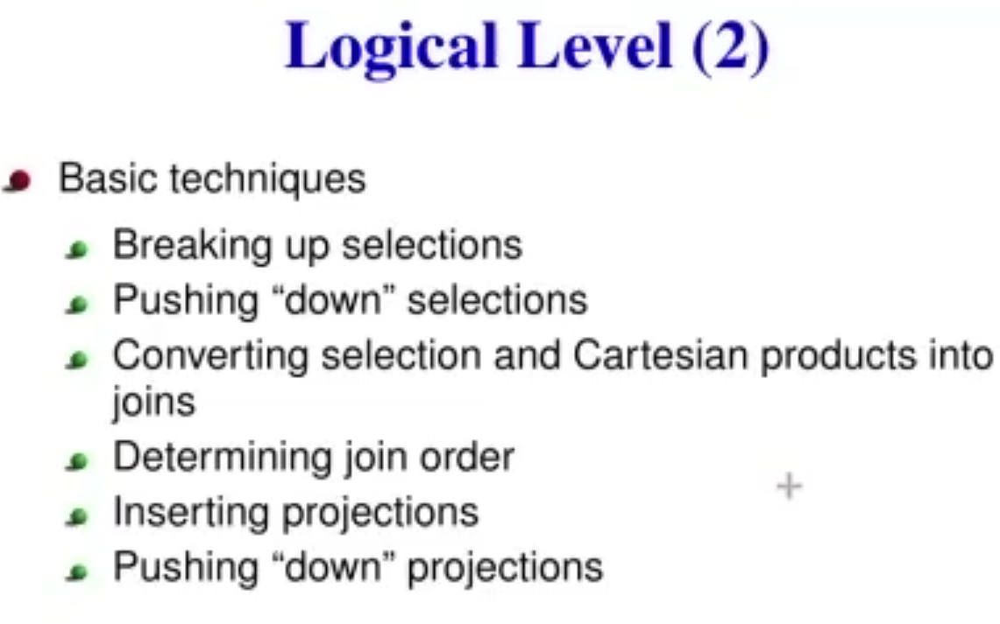 Logical Level (2)
Basic techniques
Breaking up selections
Pushing “down” selections
Converting selection and Cartesian products into
joins
Determining join order
Inserting projections
Pushing “down” projections